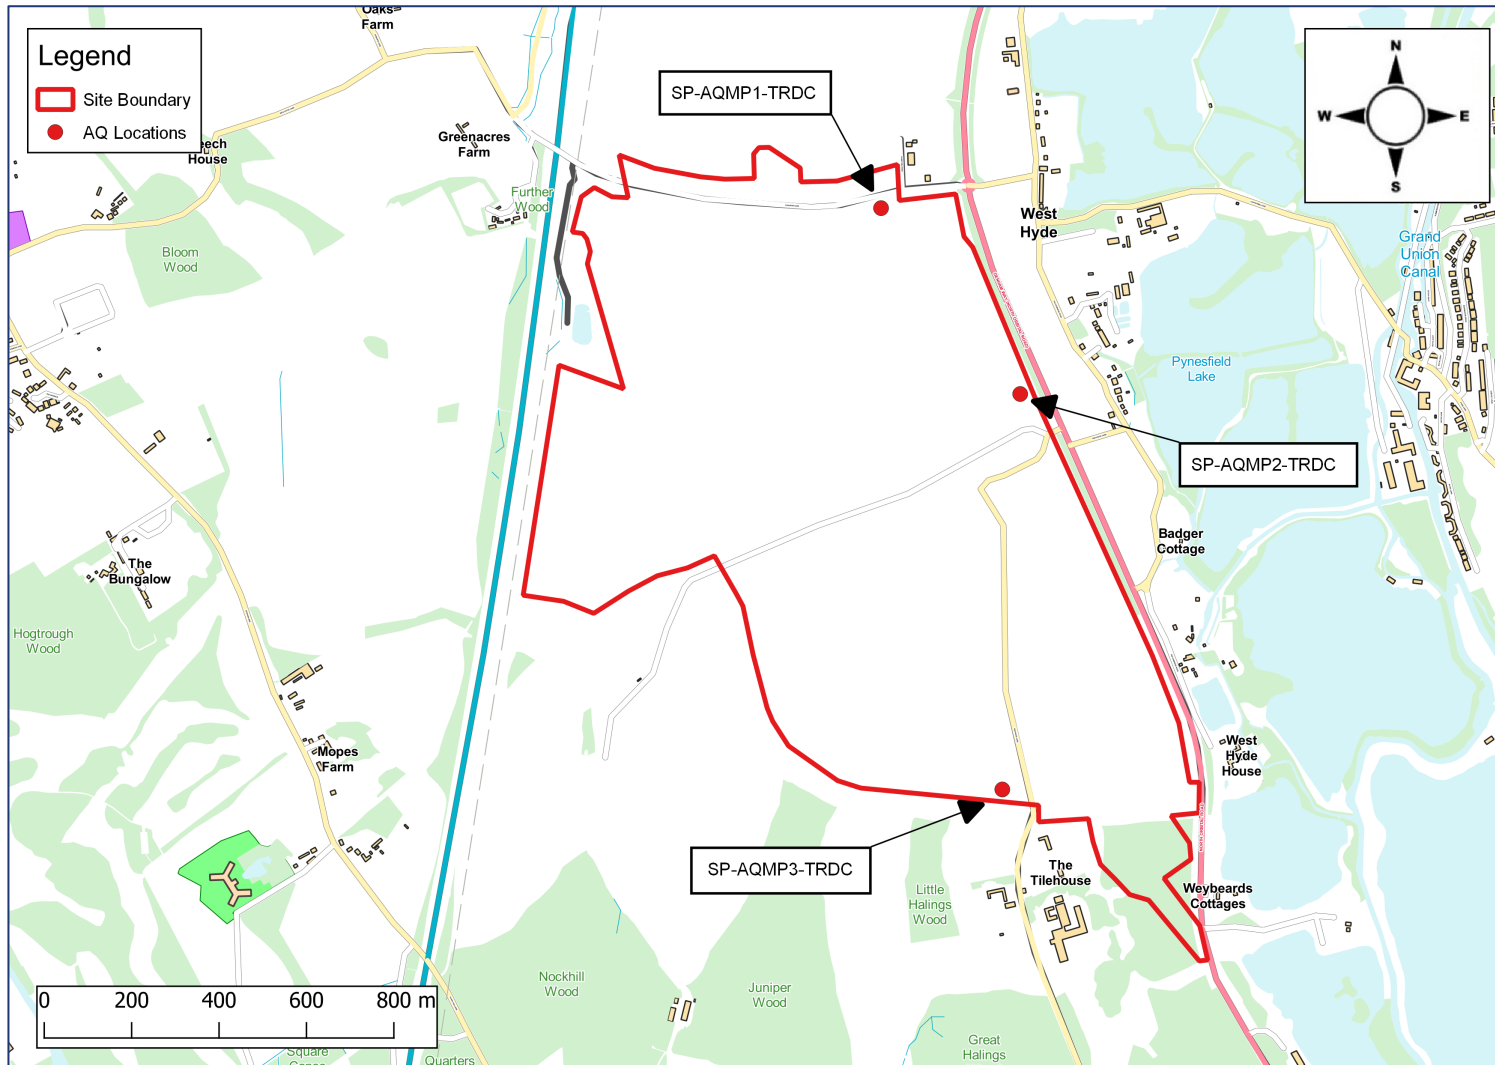 Oaks
Farm
Legend
Site Boundary
AQ Locations
eech
House
Greenacres
Farm
SP-AQMP1-TRDC
N
W
E
S
Further
Wood
West
Hyde
Bloom
Wood
Grand
Union
Canal
Pynesfield
Lake
SP-AQMP2-TRDC
Badger
Cottage
The
Bungalow
Hogtrough
Wood
Mopes
Farm
West
Hyde
House
SP-AQMP3-TRDC
The
Tilehouse
Little
Halings
Wood
Weybeards
Cottages
Nockhill
Wood
Juniper
Wood
0 200 400 600 800 m
Great
Halings
Square
Quarters